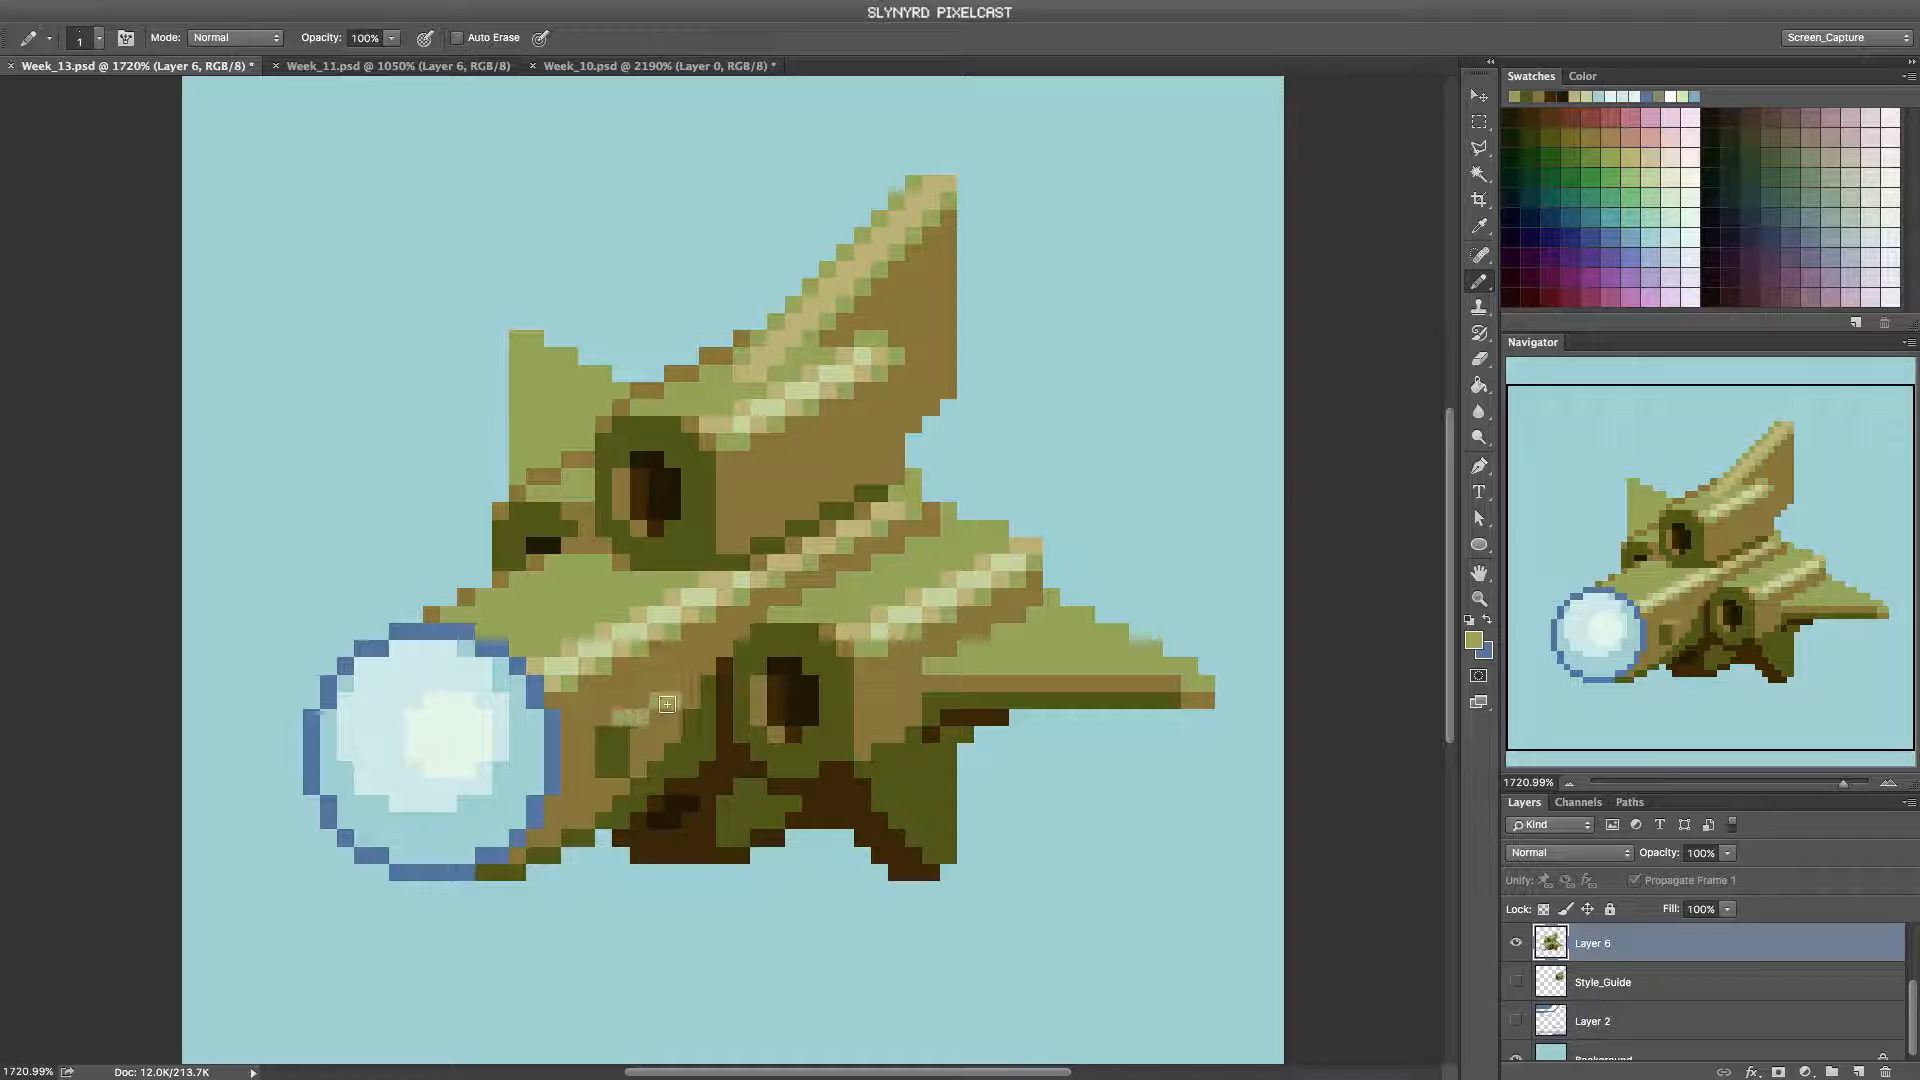 SLYNYRD PIXELCAST
1 Mode: Normal Opacity: 100% Auto Erase Screen_Capture
× Week_13.psd @ 1720% (Layer 6, RGB/8) * × Week_11.psd @ 1050% (Layer 6, RGB/8) × Week_10.psd @ 2190% (Layer 0, RGB/8) *
Swatches Color
Navigator
1720.99%
Layers Channels Paths
Kind
Normal Opacity: 100%
Unify: Propagate Frame 1
Lock: Fill: 100%
Layer 6
Style_Guide
Layer 2
Background
1720.99% Doc: 12.0K/213.7K